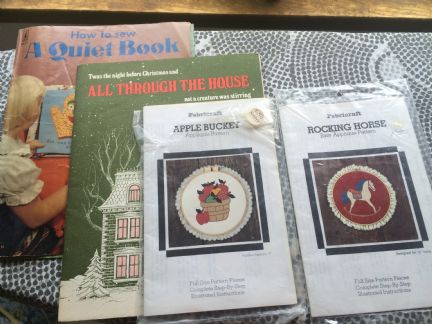 How to sew
A Quiet Book
Twas the night before Christmas and...
ALL THROUGH THE HOUSE
not a creature was stirring
Fabricraft
APPLE BUCKET
Applique Pattern
Full Size Pattern Pieces
Complete Step-By-Step
Illustrated Instructions
Fabricraft
ROCKING HORSE
Easy Applique Pattern
Full Size Pattern Pieces
Complete Step-By-Step
Illustrated Instructions